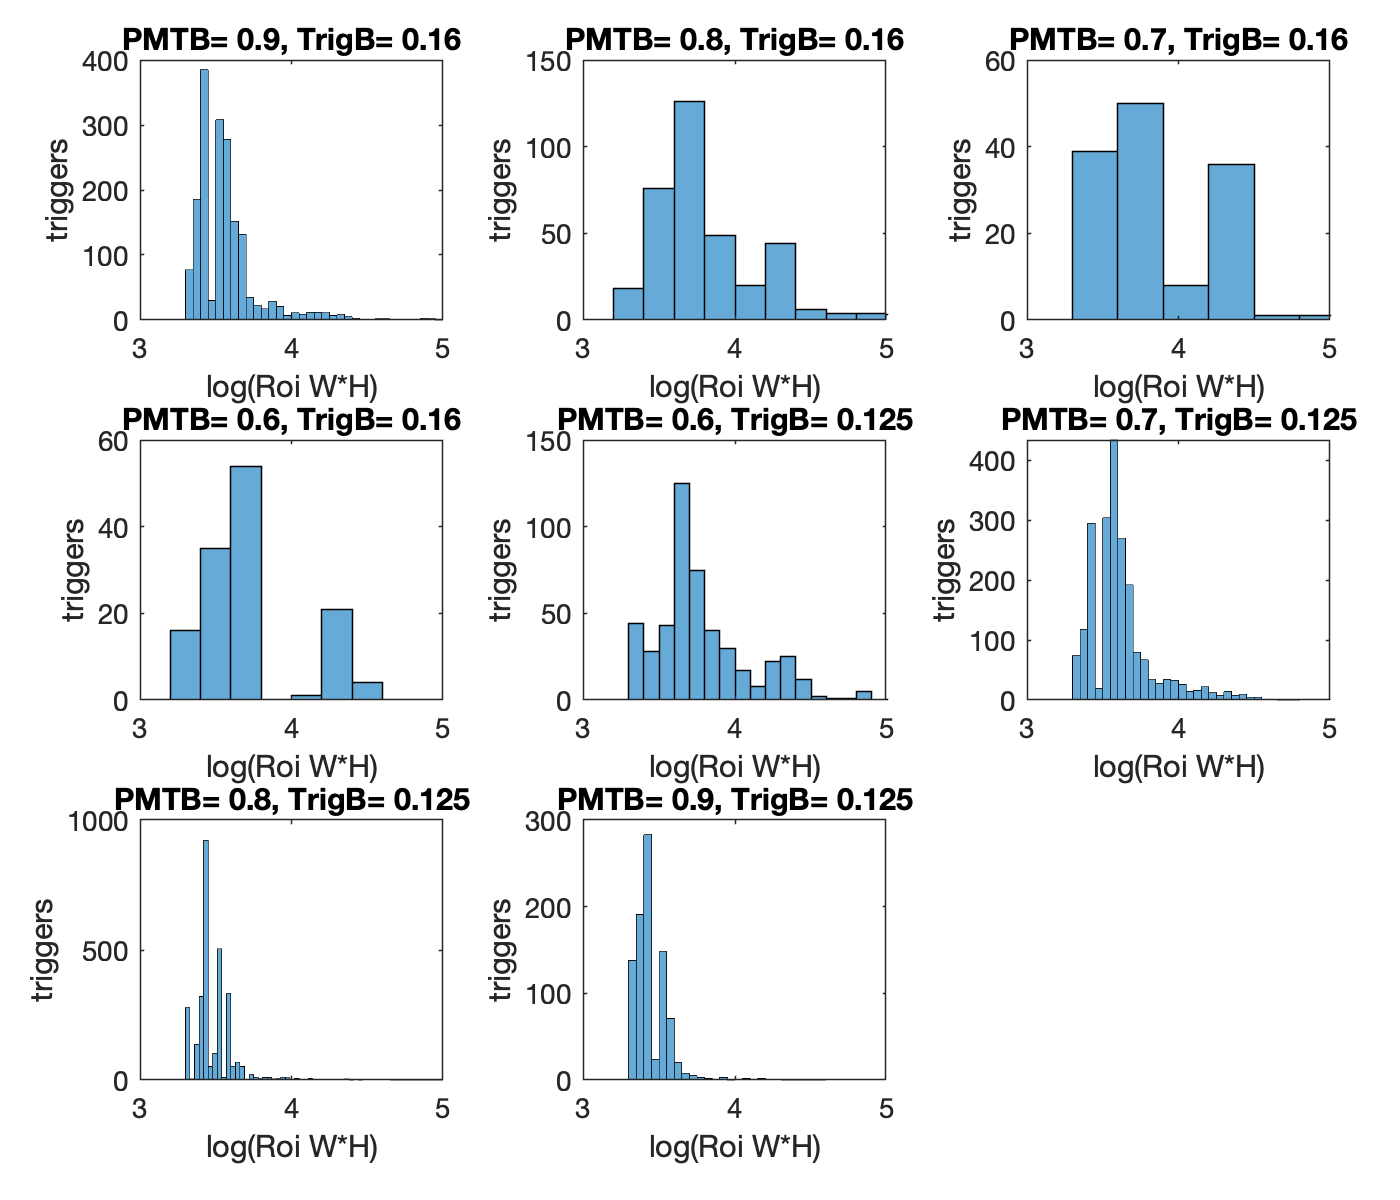 PMTB= 0.9, TrigB= 0.16
400
300
200
100
0
triggers
3 4 5
log(Roi W*H)
PMTB= 0.8, TrigB= 0.16
150
100
50
0
triggers
3 4 5
log(Roi W*H)
PMTB= 0.7, TrigB= 0.16
60
40
20
0
triggers
3 4 5
log(Roi W*H)
PMTB= 0.6, TrigB= 0.16
60
40
20
0
triggers
3 4 5
log(Roi W*H)
PMTB= 0.6, TrigB= 0.125
150
100
50
0
triggers
3 4 5
log(Roi W*H)
PMTB= 0.7, TrigB= 0.125
400
300
200
100
0
triggers
3 4 5
log(Roi W*H)
PMTB= 0.8, TrigB= 0.125
1000
500
0
triggers
3 4 5
log(Roi W*H)
PMTB= 0.9, TrigB= 0.125
300
200
100
0
triggers
3 4 5
log(Roi W*H)